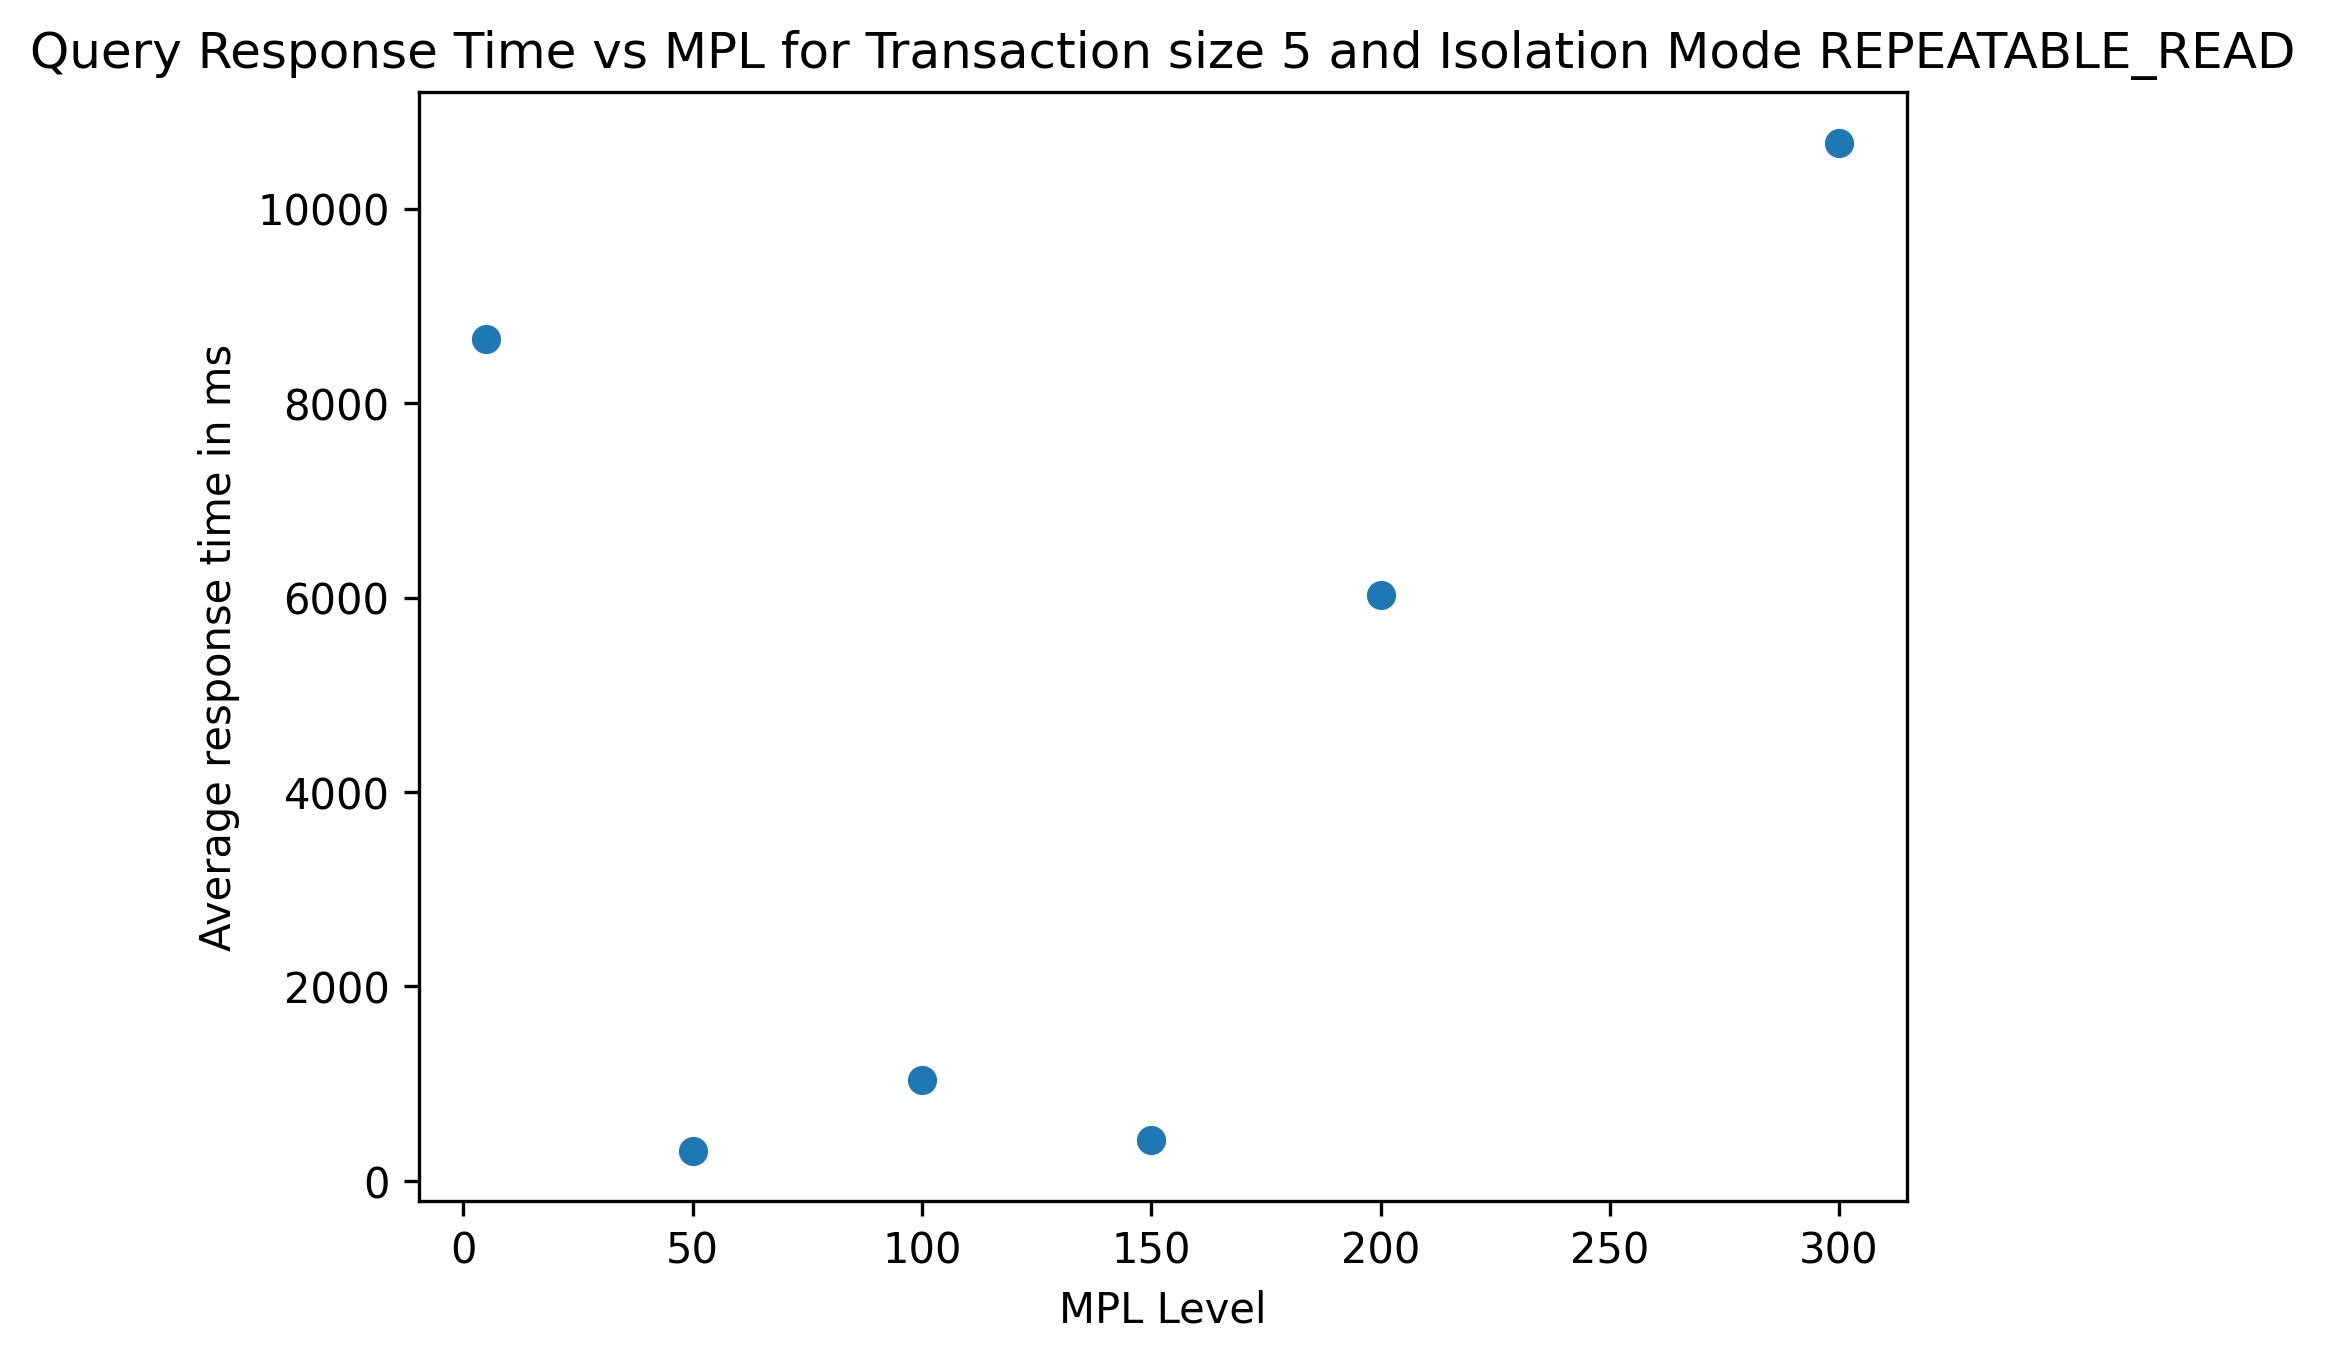 Query Response Time vs MPL for Transaction size 5 and Isolation Mode REPEATABLE_READ
Average response time in ms
10000
8000
6000
4000
2000
0
0 50 100 150 200 250 300
MPL Level